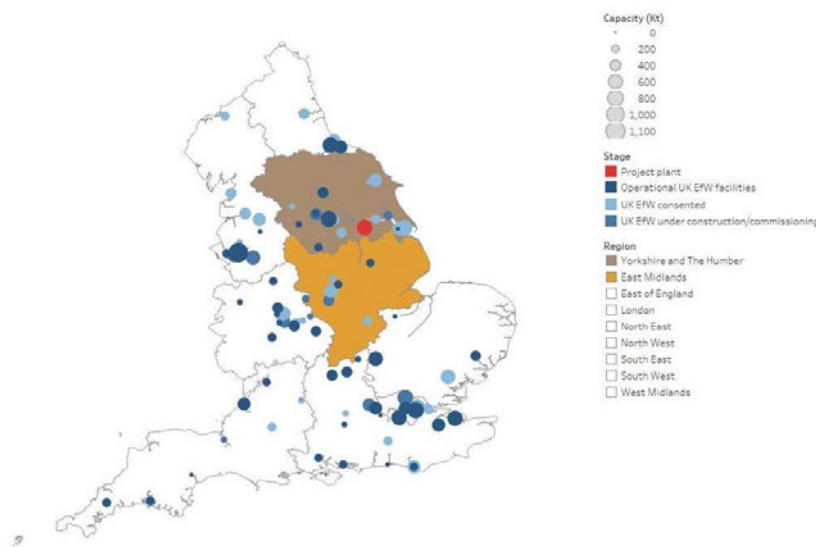 Capacity (Kt)
0
200
400
600
800
1,000
1,100
Stage
Project plant
Operational UK EfW facilities
UK EfW consented
UK EfW under construction/commissioning
Region
Yorkshire and The Humber
East Midlands
East of England
London
North East
North West
South East
South West
West Midlands